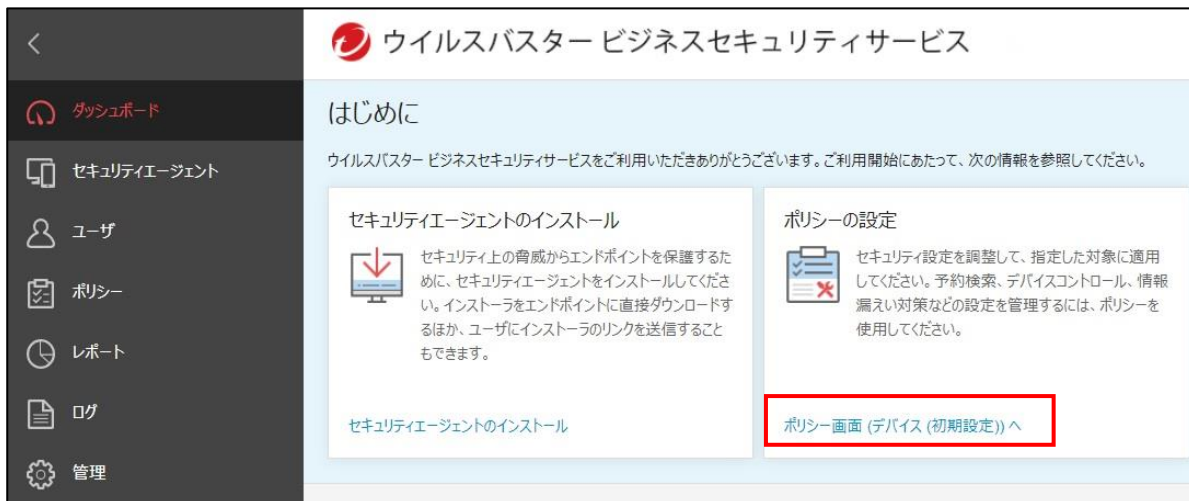 ウイルスバスター ビジネスセキュリティサービス
ダッシュボード
セキュリティエージェント
ユーザ
ポリシー
レポート
ログ
管理
はじめに
ウイルスバスター ビジネスセキュリティサービスをご利用いただきありがとうございます。ご利用開始にあたって、次の情報を参照してください。
セキュリティエージェントのインストール
セキュリティ上の脅威からエンドポイントを保護するた
めに、セキュリティエージェントをインストールしてくださ
い。インストーラをエンドポイントに直接ダウンロードす
るほか、ユーザにインストーラのリンクを送信すること
もできます。
セキュリティエージェントのインストール
ポリシーの設定
セキュリティ設定を調整して、指定した対象に適用
してください。予約検索、デバイスコントロール、情報
漏えい対策などの設定を管理するには、ポリシーを
使用してください。
ポリシー画面 (デバイス (初期設定)) へ